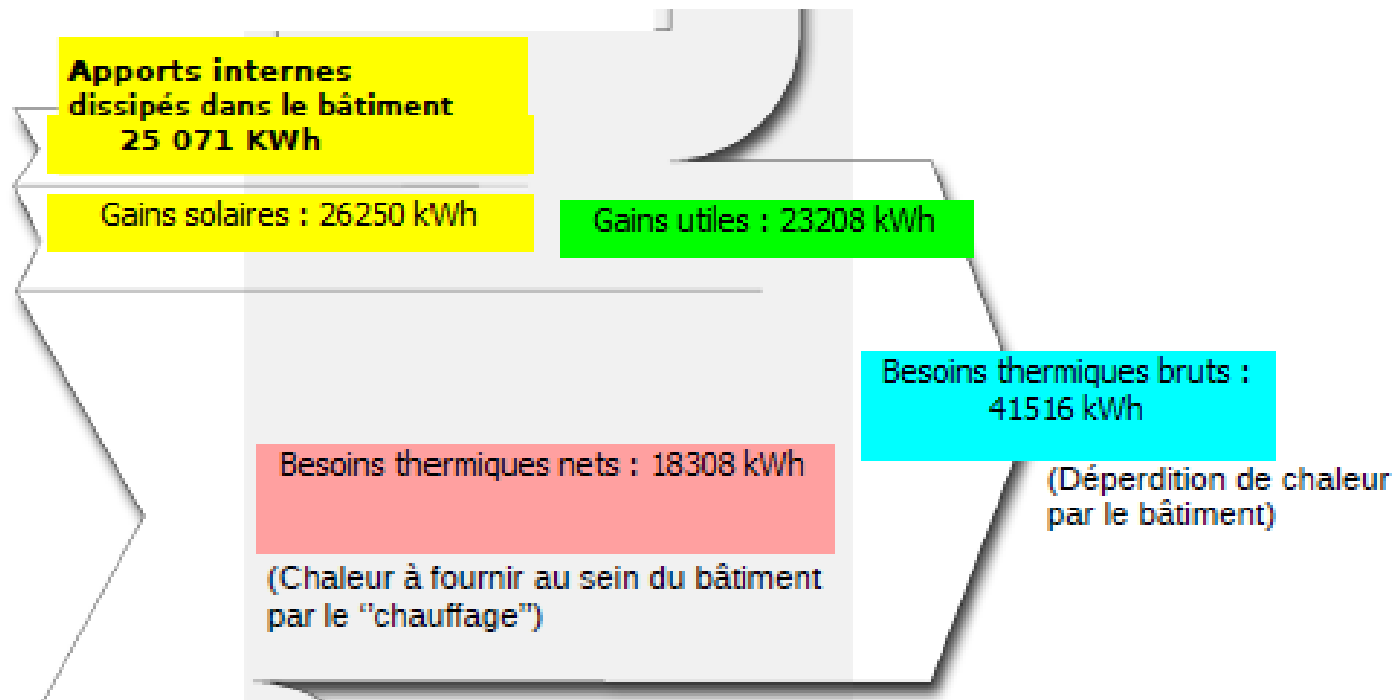 Apports internes
dissipés dans le bâtiment
25 071 KWh
Gains solaires : 26250 kWh
Gains utiles : 23208 kWh
Besoins thermiques bruts :
41516 kWh
(Déperdition de chaleur
par le bâtiment)
Besoins thermiques nets : 18308 kWh
(Chaleur à fournir au sein du bâtiment
par le ‘'chauffage’')